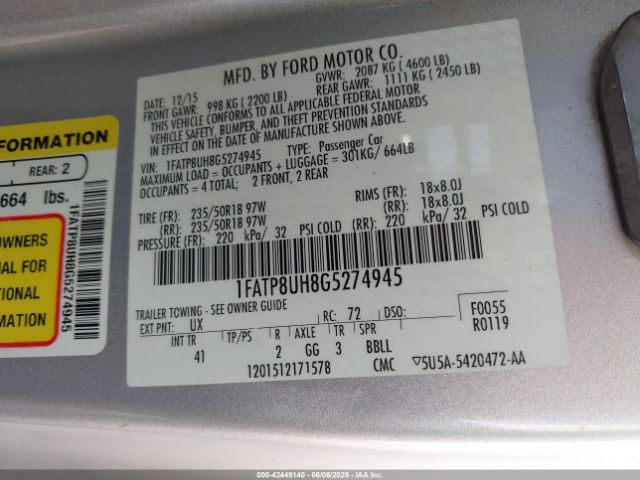 MFD. BY FORD MOTOR CO.
DATE: 12/15
GVWR: 2087 KG ( 4600 LB)
FRONT GAWR: 998 KG ( 2200 LB)
REAR GAWR: 1111 KG ( 2450 LB)
THIS VEHICLE CONFORMS TO ALL APPLICABLE FEDERAL MOTOR
VEHICLE SAFETY, BUMPER, AND THEFT PREVENTION STANDARDS
IN EFFECT ON THE DATE OF MANUFACTURE SHOWN ABOVE.
VIN: 1FATP8UH8G5274945
TYPE: Passenger Car
MAXIMUM LOAD = OCCUPANTS + LUGGAGE = 301KG/ 664LB
OCCUPANTS = 4 TOTAL; 2 FRONT, 2 REAR
TIRE (FR): 235/50R18 97W
RIMS (FR): 18x8.0J
(RR): 235/50R18 97W
(RR): 18x8.0J
PRESSURE (FR): 220 kPa/ 32 PSI COLD
(RR): 220 kPa/ 32 PSI COLD
1FATP8UH8G5274945
TRAILER TOWING - SEE OWNER GUIDE
EXT PNT: UX
RC: 72
DSO:
F0055
R0119
INT TR
TP/PS
R
AXLE
TR
SPR
41
2
GG
3
BBLL
1201512171578
CMC
▽5U5A-5420472-AA
FORMATION
REAR: 2
664 lbs.
OWNERS
UAL FOR
TIONAL
MATION
1FATP8UH8G5274945
000-42449140 - 06/06/2025 - IAAI.COM